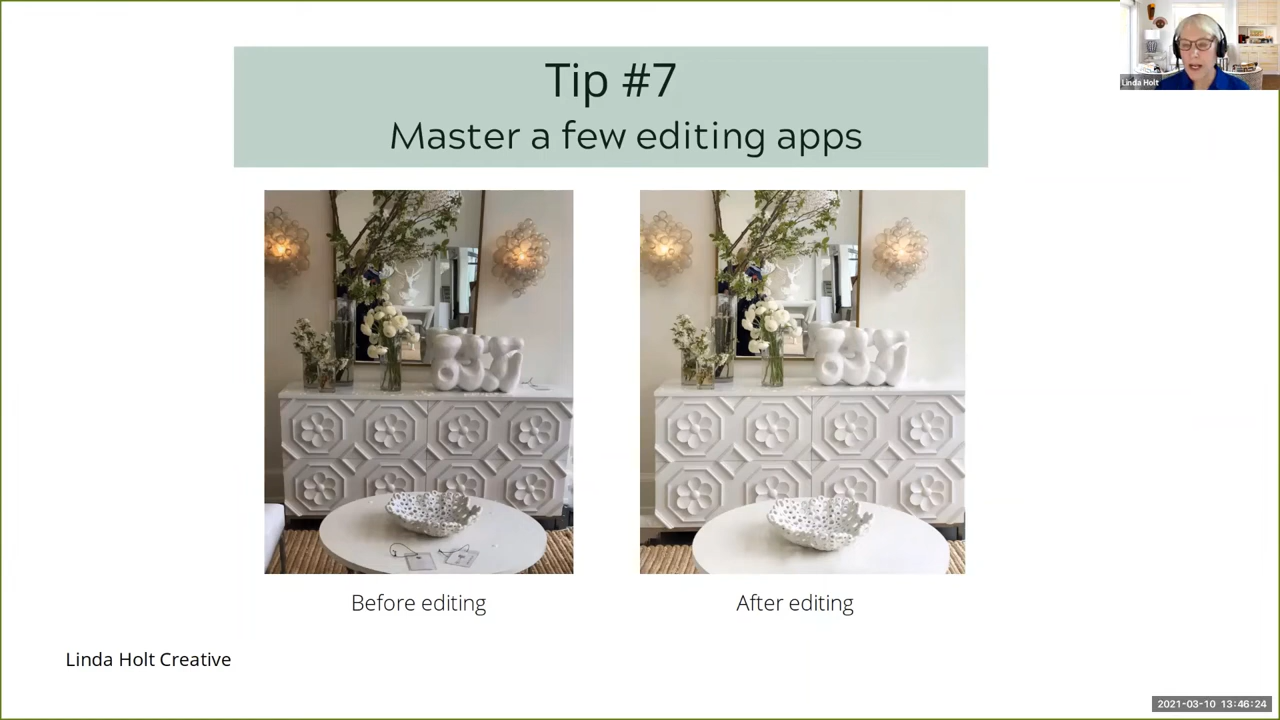 Tip #7
Master a few editing apps
Linda Holt
Before editing
After editing
Linda Holt Creative
2021-03-10 13:46:24